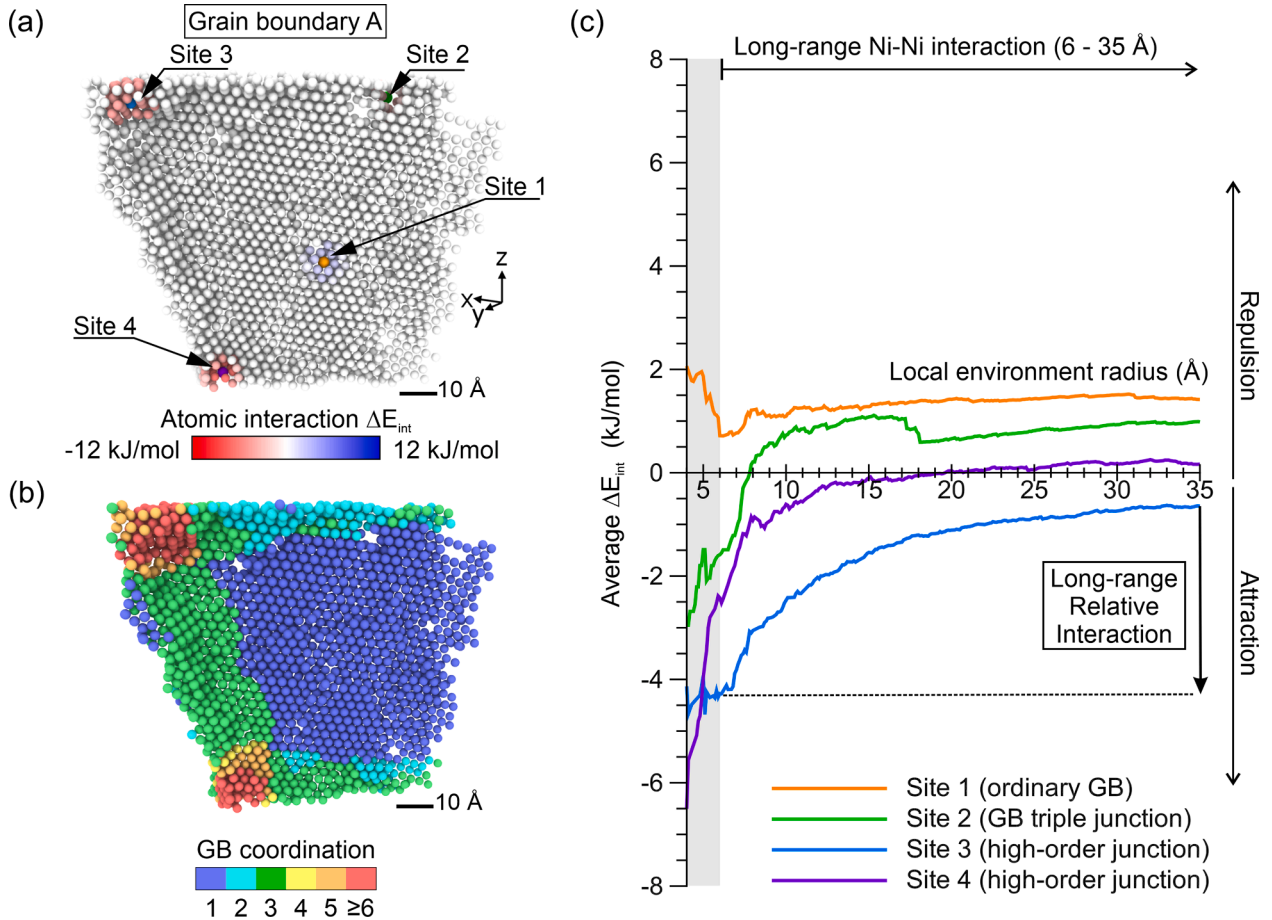 (a)
Grain boundary A
Site 3
Site 2
Site 1
Site 4
z
x
y
10 Å
Atomic interaction ΔE_int
-12 kJ/mol
12 kJ/mol
(b)
10 Å
GB coordination
1 2 3 4 5 ≥6
(c)
Long-range Ni-Ni interaction (6 - 35 Å)
8
6
4
2
0
-2
-4
-6
-8
Average ΔE_int (kJ/mol)
Local environment radius (Å)
5 10 15 20 25 30 35
Repulsion
Attraction
Long-range
Relative
Interaction
Site 1 (ordinary GB)
Site 2 (GB triple junction)
Site 3 (high-order junction)
Site 4 (high-order junction)